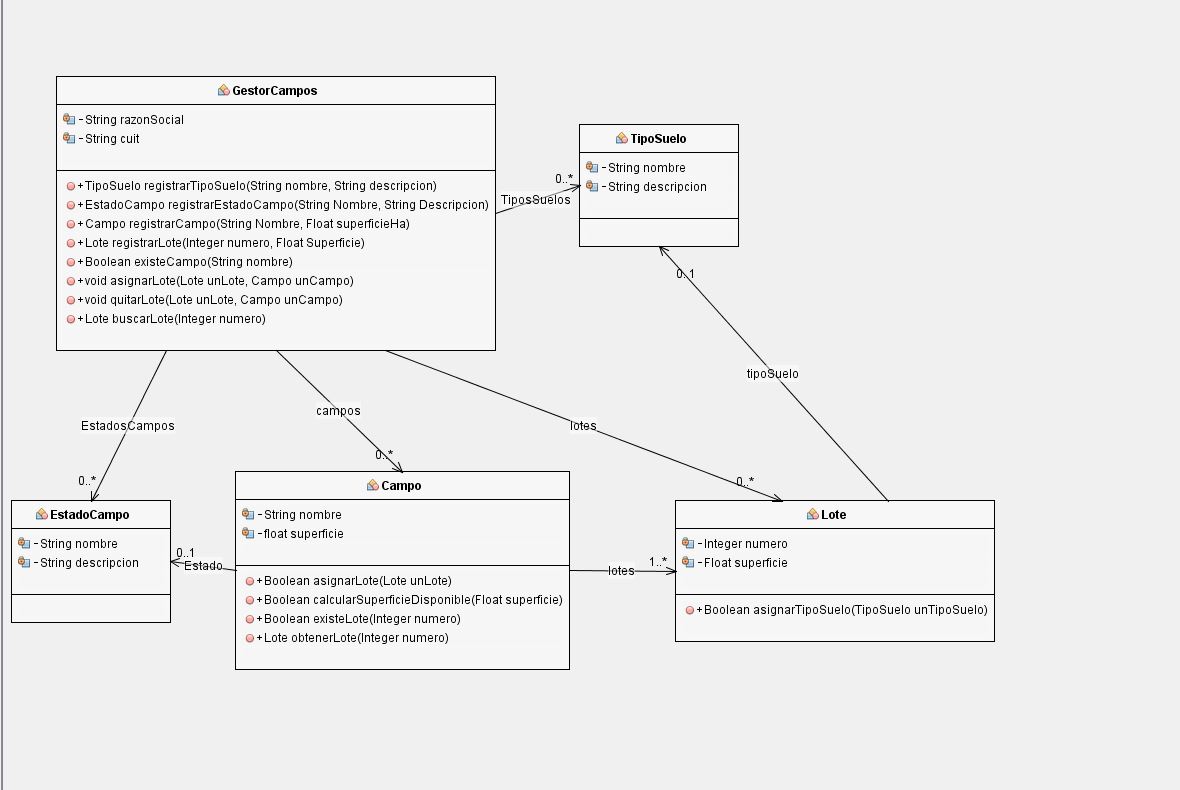 GestorCampos
-String razonSocial
-String cuit
+TipoSuelo registrarTipoSuelo(String nombre, String descripcion)
+EstadoCampo registrarEstadoCampo(String Nombre, String Descripcion)
+Campo registrarCampo(String Nombre, Float superficieHa)
+Lote registrarLote(Integer numero, Float Superficie)
+Boolean existeCampo(String nombre)
+void asignarLote(Lote unLote, Campo unCampo)
+void quitarLote(Lote unLote, Campo unCampo)
+Lote buscarLote(Integer numero)
0..*
TiposSuelos
TipoSuelo
-String nombre
-String descripcion
0..1
tipoSuelo
EstadosCampos
0..*
campos
0..*
lotes
0..*
EstadoCampo
-String nombre
-String descripcion
0..1
Estado
Campo
-String nombre
-float superficie
+Boolean asignarLote(Lote unLote)
+Boolean calcularSuperficieDisponible(Float superficie)
+Boolean existeLote(Integer numero)
+Lote obtenerLote(Integer numero)
1..*
lotes
Lote
-Integer numero
-Float superficie
+Boolean asignarTipoSuelo(TipoSuelo unTipoSuelo)